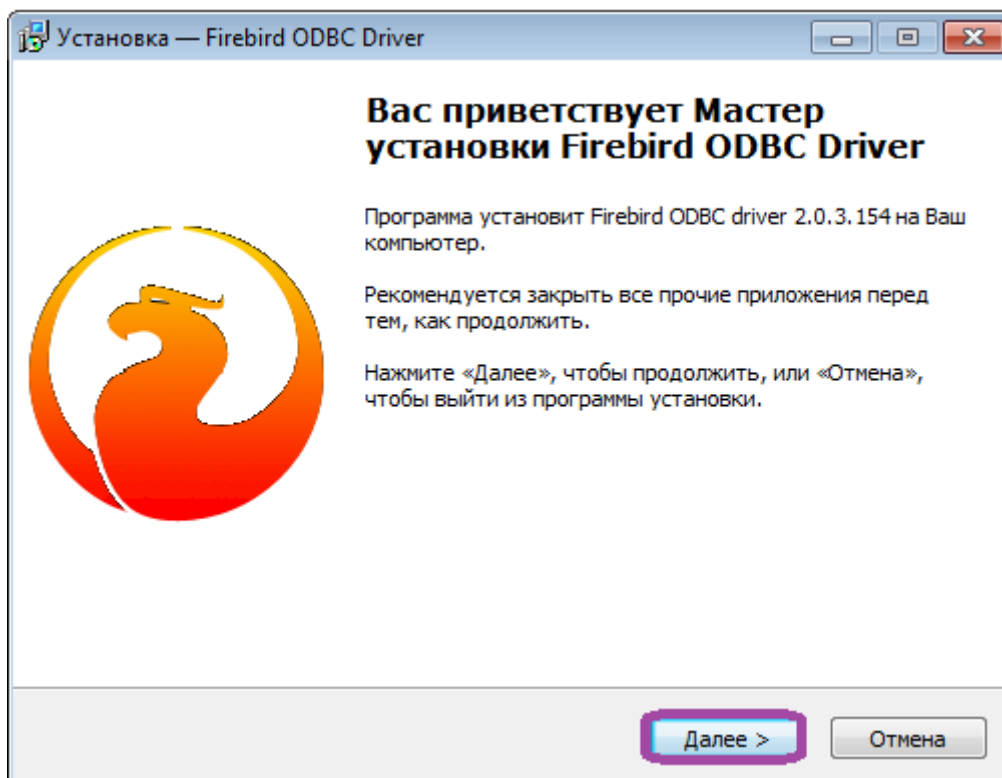 Установка — Firebird ODBC Driver
Вас приветствует Мастер
установки Firebird ODBC Driver
Программа установит Firebird ODBC driver 2.0.3.154 на Ваш
компьютер.
Рекомендуется закрыть все прочие приложения перед
тем, как продолжить.
Нажмите «Далее», чтобы продолжить, или «Отмена»,
чтобы выйти из программы установки.
Далее >
Отмена